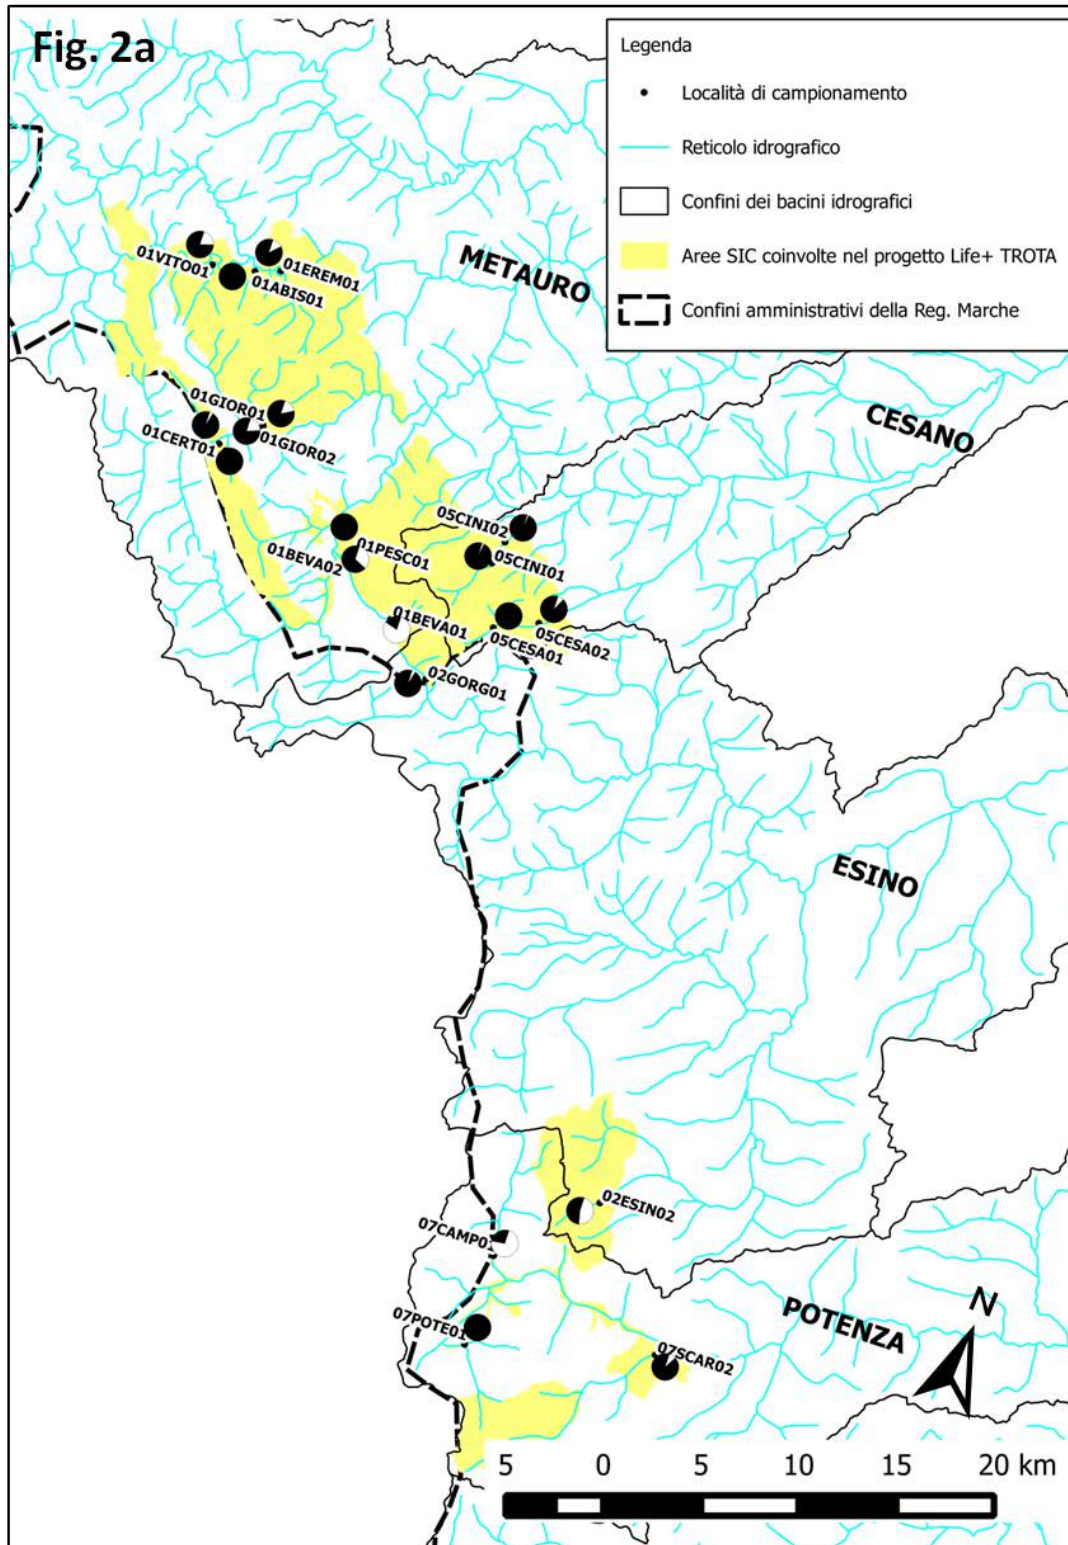 Fig. 2a
Legenda
Località di campionamento
Reticolo idrografico
Confini dei bacini idrografici
Aree SIC coinvolte nel progetto Life+ TROTA
Confini amministrativi della Reg. Marche
METAURO
01VITO01
01EREM01
01ABIS01
CESANO
01GIOR01
01GIOR02
01CERT01
05CINI02
01PESC01
05CINI01
01BEVA02
01BEVA01
05CESA02
05CESA01
02GORG01
ESINO
02ESIN02
07CAMP01
POTENZA
N
07POTE01
07SCAR02
5 0 5 10 15 20 km